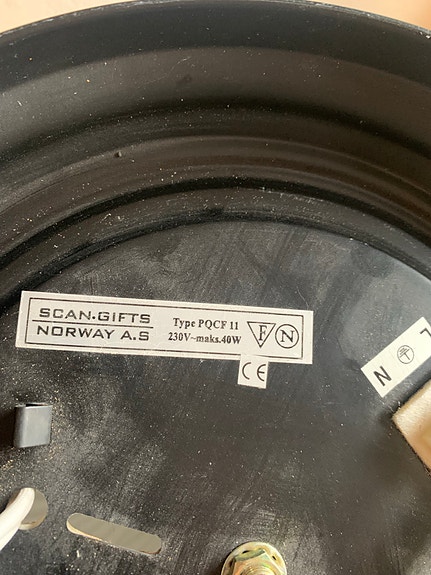 SCAN-GIFTS
NORWAY A.S
Type PQCF 11
230V~maks.40W
F N
CE
N L